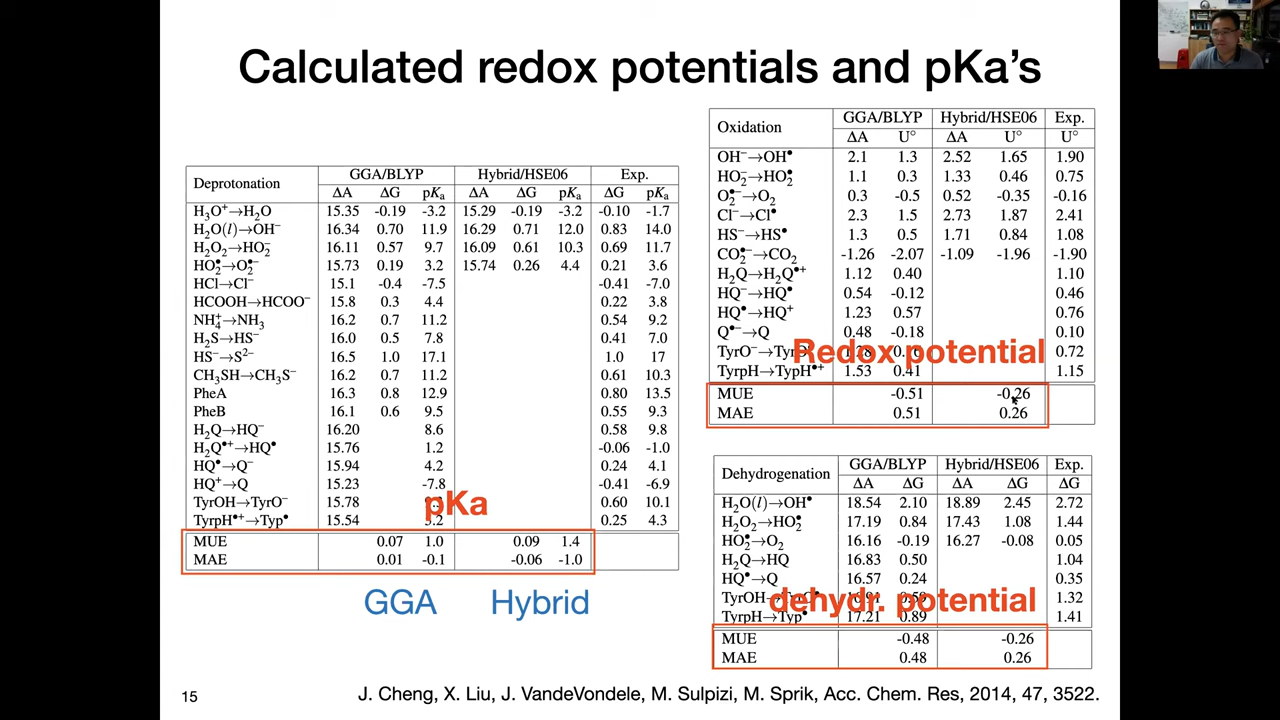 Calculated redox potentials and pKa's
Deprotonation GGA/BLYP Hybrid/HSE06 Exp.
ΔA ΔG pKa ΔA ΔG pKa ΔG pKa
H3O+→H2O 15.35 -0.19 -3.2 15.29 -0.19 -3.2 -0.10 -1.7
H2O(l)→OH− 16.34 0.70 11.9 16.29 0.71 12.0 0.83 14.0
H2O2→HO2− 16.11 0.57 9.7 16.09 0.61 10.3 0.69 11.7
HO2•→O2•− 15.73 0.19 3.2 15.74 0.26 4.4 0.21 3.6
HCl→Cl− 15.1 -0.4 -7.5 -0.41 -7.0
HCOOH→HCOO− 15.8 0.3 4.4 0.22 3.8
NH4+→NH3 16.2 0.7 11.2 0.54 9.2
H2S→HS− 16.0 0.5 7.8 0.41 7.0
HS−→S2− 16.5 1.0 17.1 1.0 17
CH3SH→CH3S− 16.2 0.7 11.2 0.61 10.3
PheA 16.3 0.8 12.9 0.80 13.5
PheB 16.1 0.6 9.5 0.55 9.3
H2Q→HQ− 16.20 8.6 0.58 9.8
H2Q•+→HQ• 15.76 1.2 -0.06 -1.0
HQ•→Q− 15.94 4.2 0.24 4.1
HQ+→Q 15.23 -7.8 -0.41 -6.9
TyrOH→TyrO− 15.78 0.60 10.1
TyrpH•+→Typ• 15.54 0.25 4.3
pKa
MUE 0.07 1.0 0.09 1.4
MAE 0.01 -0.1 -0.06 -1.0
GGA Hybrid
Oxidation GGA/BLYP Hybrid/HSE06 Exp.
ΔA U° ΔA U° U°
OH−→OH• 2.1 1.3 2.52 1.65 1.90
HO2−→HO2• 1.1 0.3 1.33 0.46 0.75
O2•−→O2 0.3 -0.5 0.52 -0.35 -0.16
Cl−→Cl• 2.3 1.5 2.73 1.87 2.41
HS−→HS• 1.3 0.5 1.71 0.84 1.08
CO2•−→CO2 -1.26 -2.07 -1.09 -1.96 -1.90
H2Q→H2Q•+ 1.12 0.40 1.10
HQ−→HQ• 0.54 -0.12 0.46
HQ•→HQ+ 1.23 0.57 0.76
Q•−→Q 0.48 -0.18 0.10
TyrO− 0.72
Redox potential
TyrpH→TypH•+ 1.53 0.41 1.15
MUE -0.51 -0.26
MAE 0.51 0.26
Dehydrogenation GGA/BLYP Hybrid/HSE06 Exp.
ΔA ΔG ΔA ΔG ΔG
H2O(l)→OH• 18.54 2.10 18.89 2.45 2.72
H2O2→HO2• 17.19 0.84 17.43 1.08 1.44
HO2•→O2 16.16 -0.19 16.27 -0.08 0.05
H2Q→HQ 16.83 0.50 1.04
HQ•→Q 16.57 0.24 0.35
TyrOH 1.32
dehydr. potential
TyrpH→Typ• 17.21 0.89 1.41
MUE -0.48 -0.26
MAE 0.48 0.26
15
J. Cheng, X. Liu, J. VandeVondele, M. Sulpizi, M. Sprik, Acc. Chem. Res, 2014, 47, 3522.